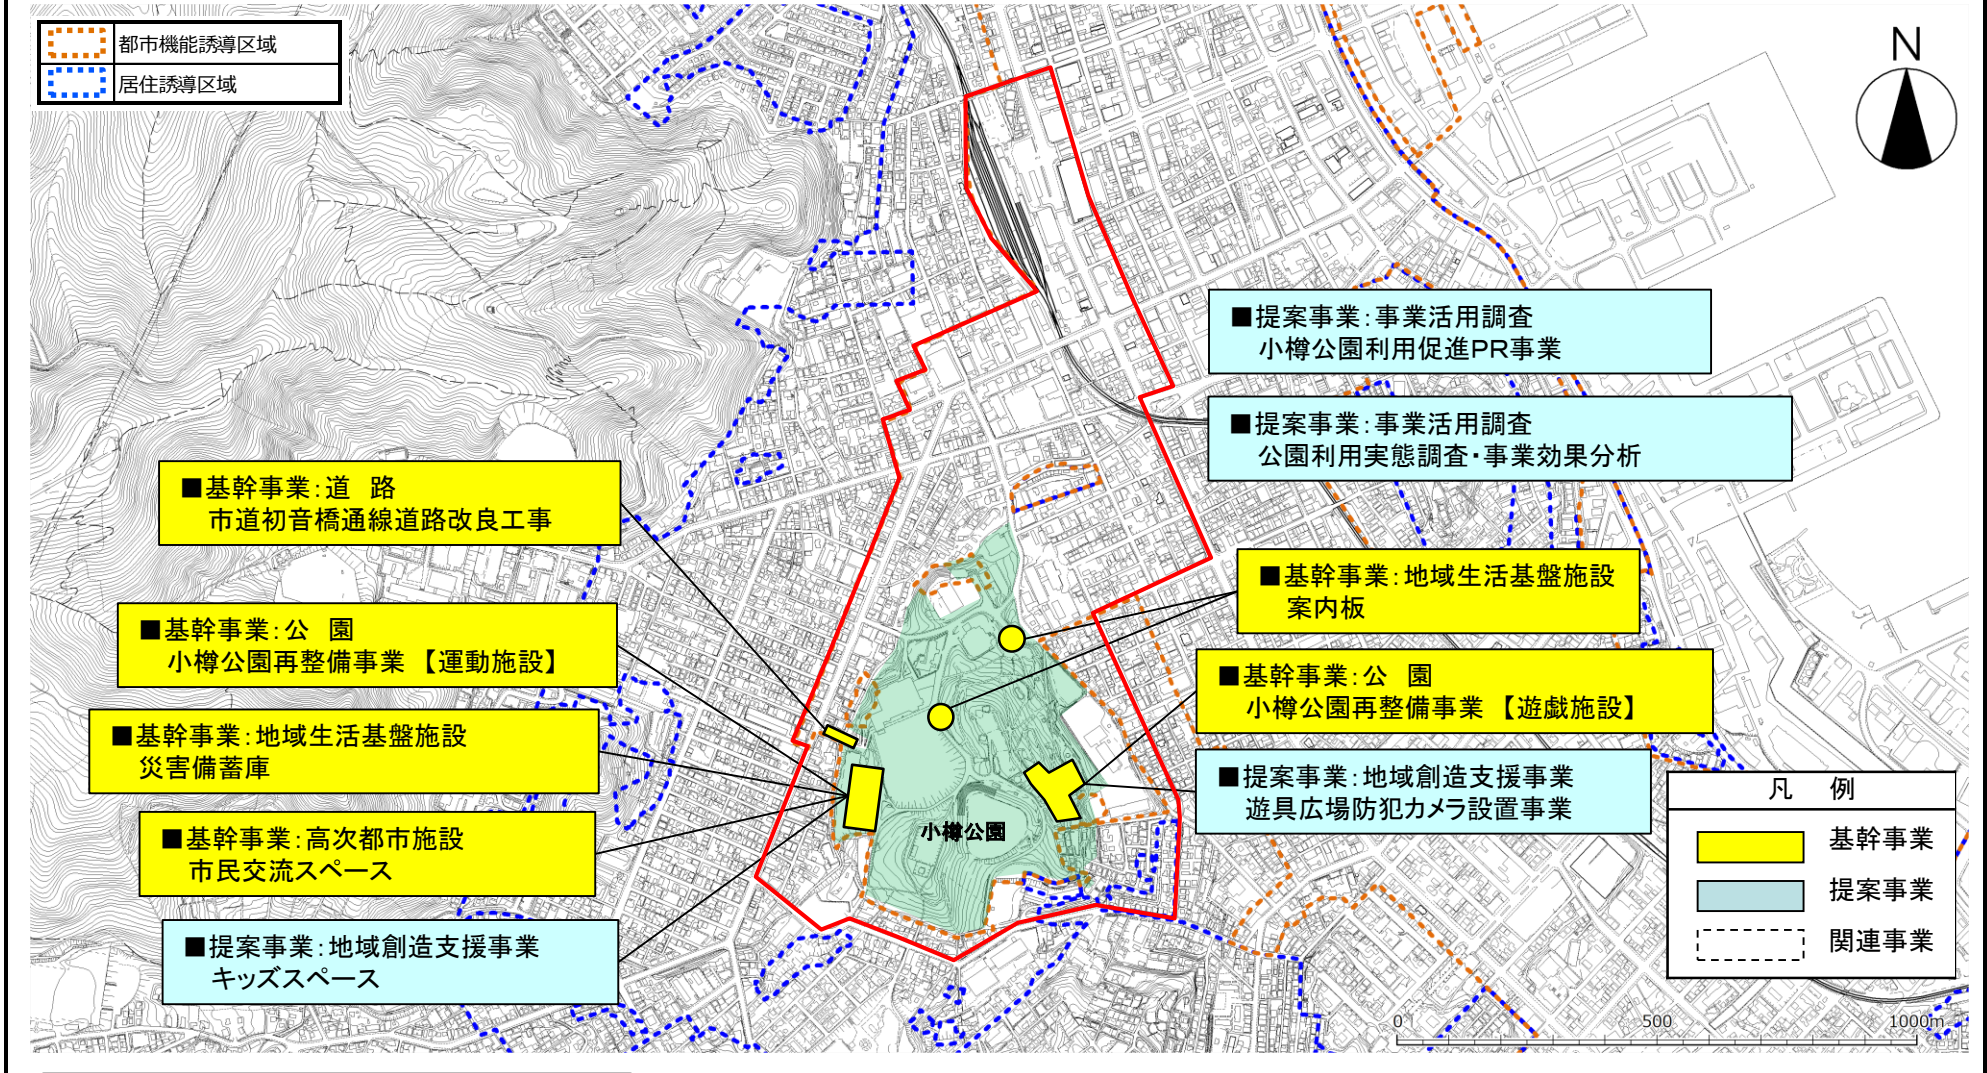 都市機能誘導区域
居住誘導区域
N
■提案事業：事業活用調査
小樽公園利用促進PR事業
■提案事業：事業活用調査
公園利用実態調査・事業効果分析
■基幹事業：道　路
市道初音橋通線道路改良工事
■基幹事業：地域生活基盤施設
案内板
■基幹事業：公　園
小樽公園再整備事業　【運動施設】
■基幹事業：公　園
小樽公園再整備事業　【遊戯施設】
■基幹事業：地域生活基盤施設
災害備蓄庫
■提案事業：地域創造支援事業
遊具広場防犯カメラ設置事業
■基幹事業：高次都市施設
市民交流スペース
小樽公園
■提案事業：地域創造支援事業
キッズスペース
凡　例
基幹事業
提案事業
関連事業
0 500 1000m